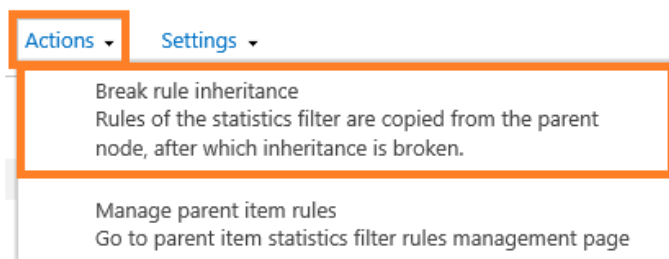 Actions Settings
Break rule inheritance
Rules of the statistics filter are copied from the parent
node, after which inheritance is broken.
Manage parent item rules
Go to parent item statistics filter rules management page